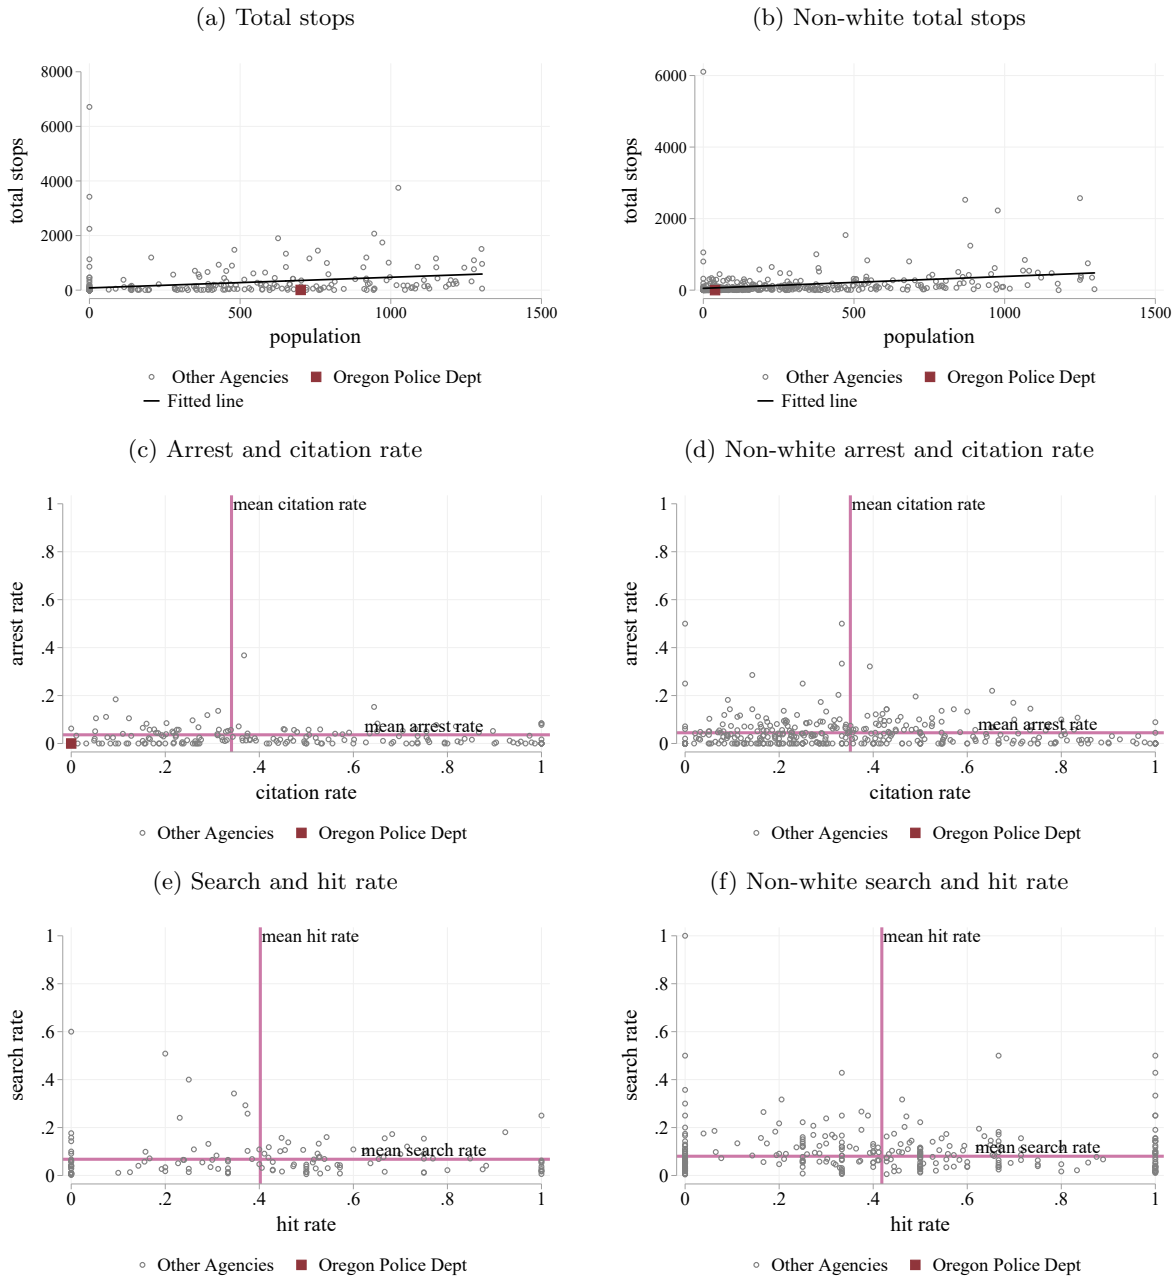 (a) Total stops
(b) Non-white total stops
8000
6000
4000
2000
0
total stops
0 500 1000 1500
population
Other Agencies Oregon Police Dept
Fitted line
6000
4000
2000
0
total stops
0 500 1000 1500
population
Other Agencies Oregon Police Dept
Fitted line
(c) Arrest and citation rate
(d) Non-white arrest and citation rate
1
.8
.6
.4
.2
0
arrest rate
mean citation rate
mean arrest rate
0 .2 .4 .6 .8 1
citation rate
Other Agencies Oregon Police Dept
1
.8
.6
.4
.2
0
arrest rate
mean citation rate
mean arrest rate
0 .2 .4 .6 .8 1
citation rate
Other Agencies Oregon Police Dept
(e) Search and hit rate
(f) Non-white search and hit rate
1
.8
.6
.4
.2
0
search rate
mean hit rate
mean search rate
0 .2 .4 .6 .8 1
hit rate
Other Agencies Oregon Police Dept
1
.8
.6
.4
.2
0
search rate
mean hit rate
mean search rate
0 .2 .4 .6 .8 1
hit rate
Other Agencies Oregon Police Dept